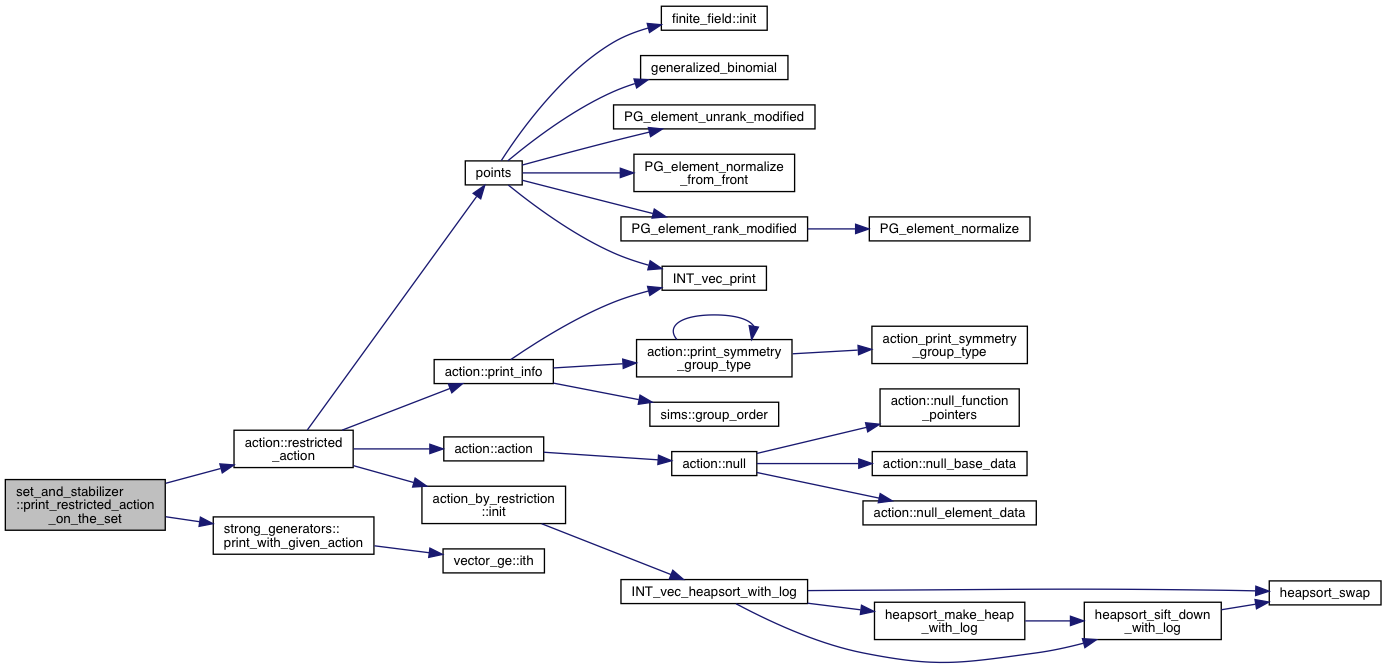 finite_field::init
generalized_binomial
PG_element_unrank_modified
points
PG_element_normalize
_from_front
PG_element_rank_modified
PG_element_normalize
INT_vec_print
action::print_symmetry
_group_type
action_print_symmetry
_group_type
action::print_info
sims::group_order
action::null_function
_pointers
action::restricted
_action
action::action
action::null
action::null_base_data
set_and_stabilizer
::print_restricted_action
_on_the_set
action_by_restriction
::init
action::null_element_data
strong_generators::
print_with_given_action
vector_ge::ith
INT_vec_heapsort_with_log
heapsort_swap
heapsort_make_heap
_with_log
heapsort_sift_down
_with_log